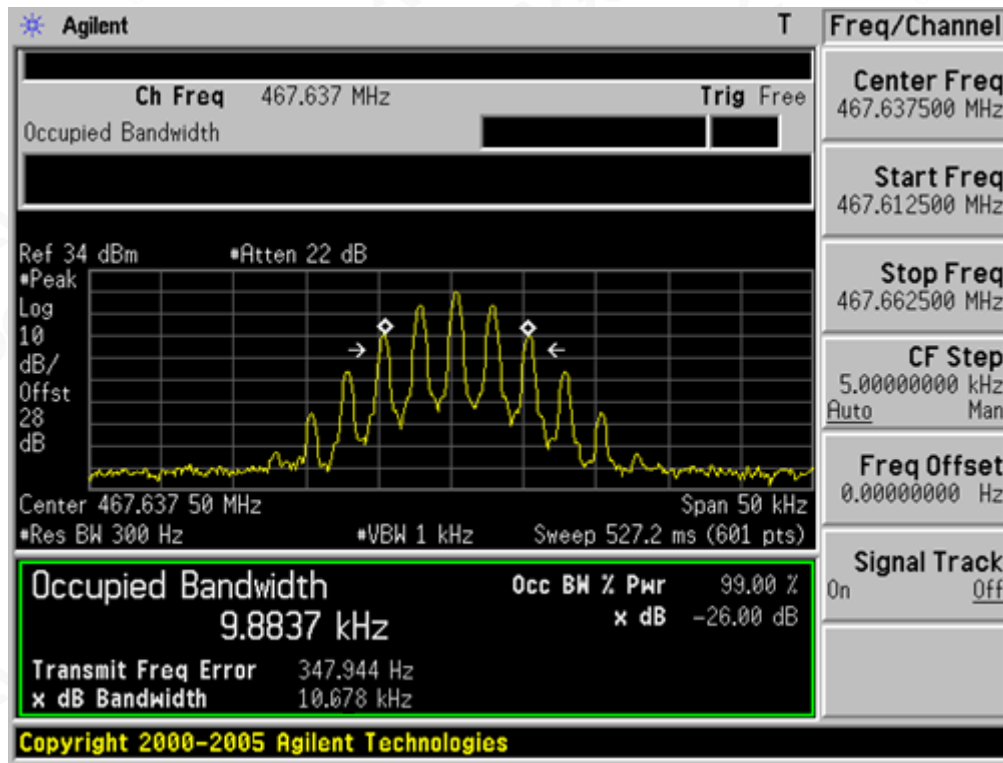 Agilent T
Freq/Channel
Ch Freq 467.637 MHz Trig Free
Occupied Bandwidth
Center Freq
467.637500 MHz
Start Freq
467.612500 MHz
Stop Freq
467.662500 MHz
CF Step
5.00000000 kHz
Auto Man
Freq Offset
0.00000000 Hz
Signal Track
On Off
Ref 34 dBm #Atten 22 dB
#Peak
Log
10
dB/
Offst
28
dB
Center 467.637 50 MHz Span 50 kHz
#Res BW 300 Hz #VBW 1 kHz Sweep 527.2 ms (601 pts)
Occupied Bandwidth Occ BW % Pwr 99.00 %
9.8837 kHz x dB -26.00 dB
Transmit Freq Error 347.944 Hz
x dB Bandwidth 10.678 kHz
Copyright 2000-2005 Agilent Technologies